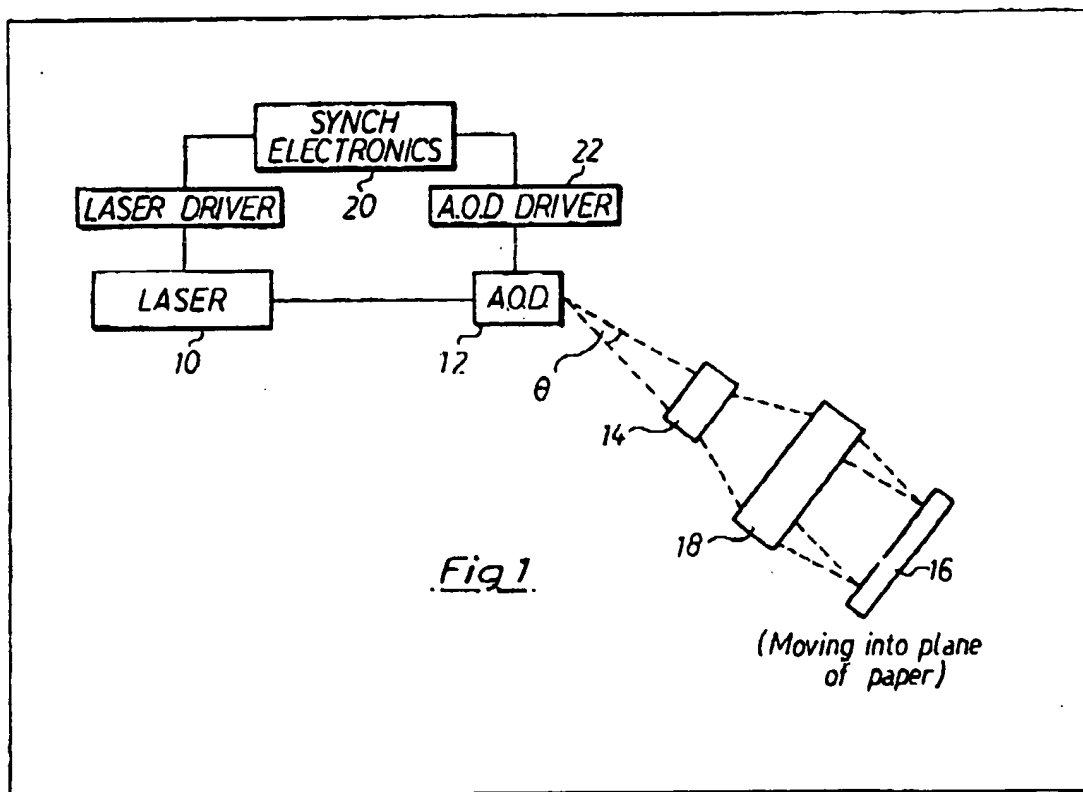 SYNCH
ELECTRONICS
20
22
LASER DRIVER
A.O.D DRIVER
LASER
A.O.D.
10
12
θ
14
18
16
Fig 1
(Moving into plane
of paper)